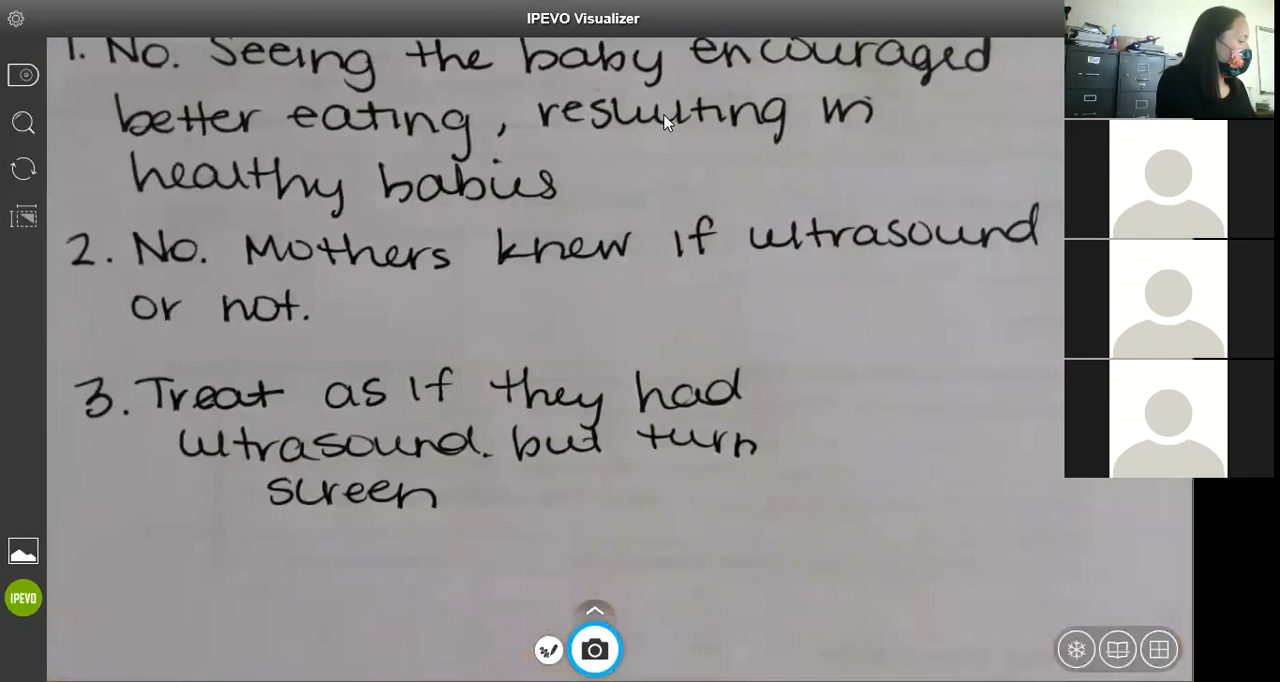 IPEVO Visualizer
1. No. Seeing the baby encouraged
better eating, resluting in
healthy babies
2. No. Mothers knew if ultrasound
or not.
3. Treat as if they had
ultrasound. but turn
screen
IPEVO